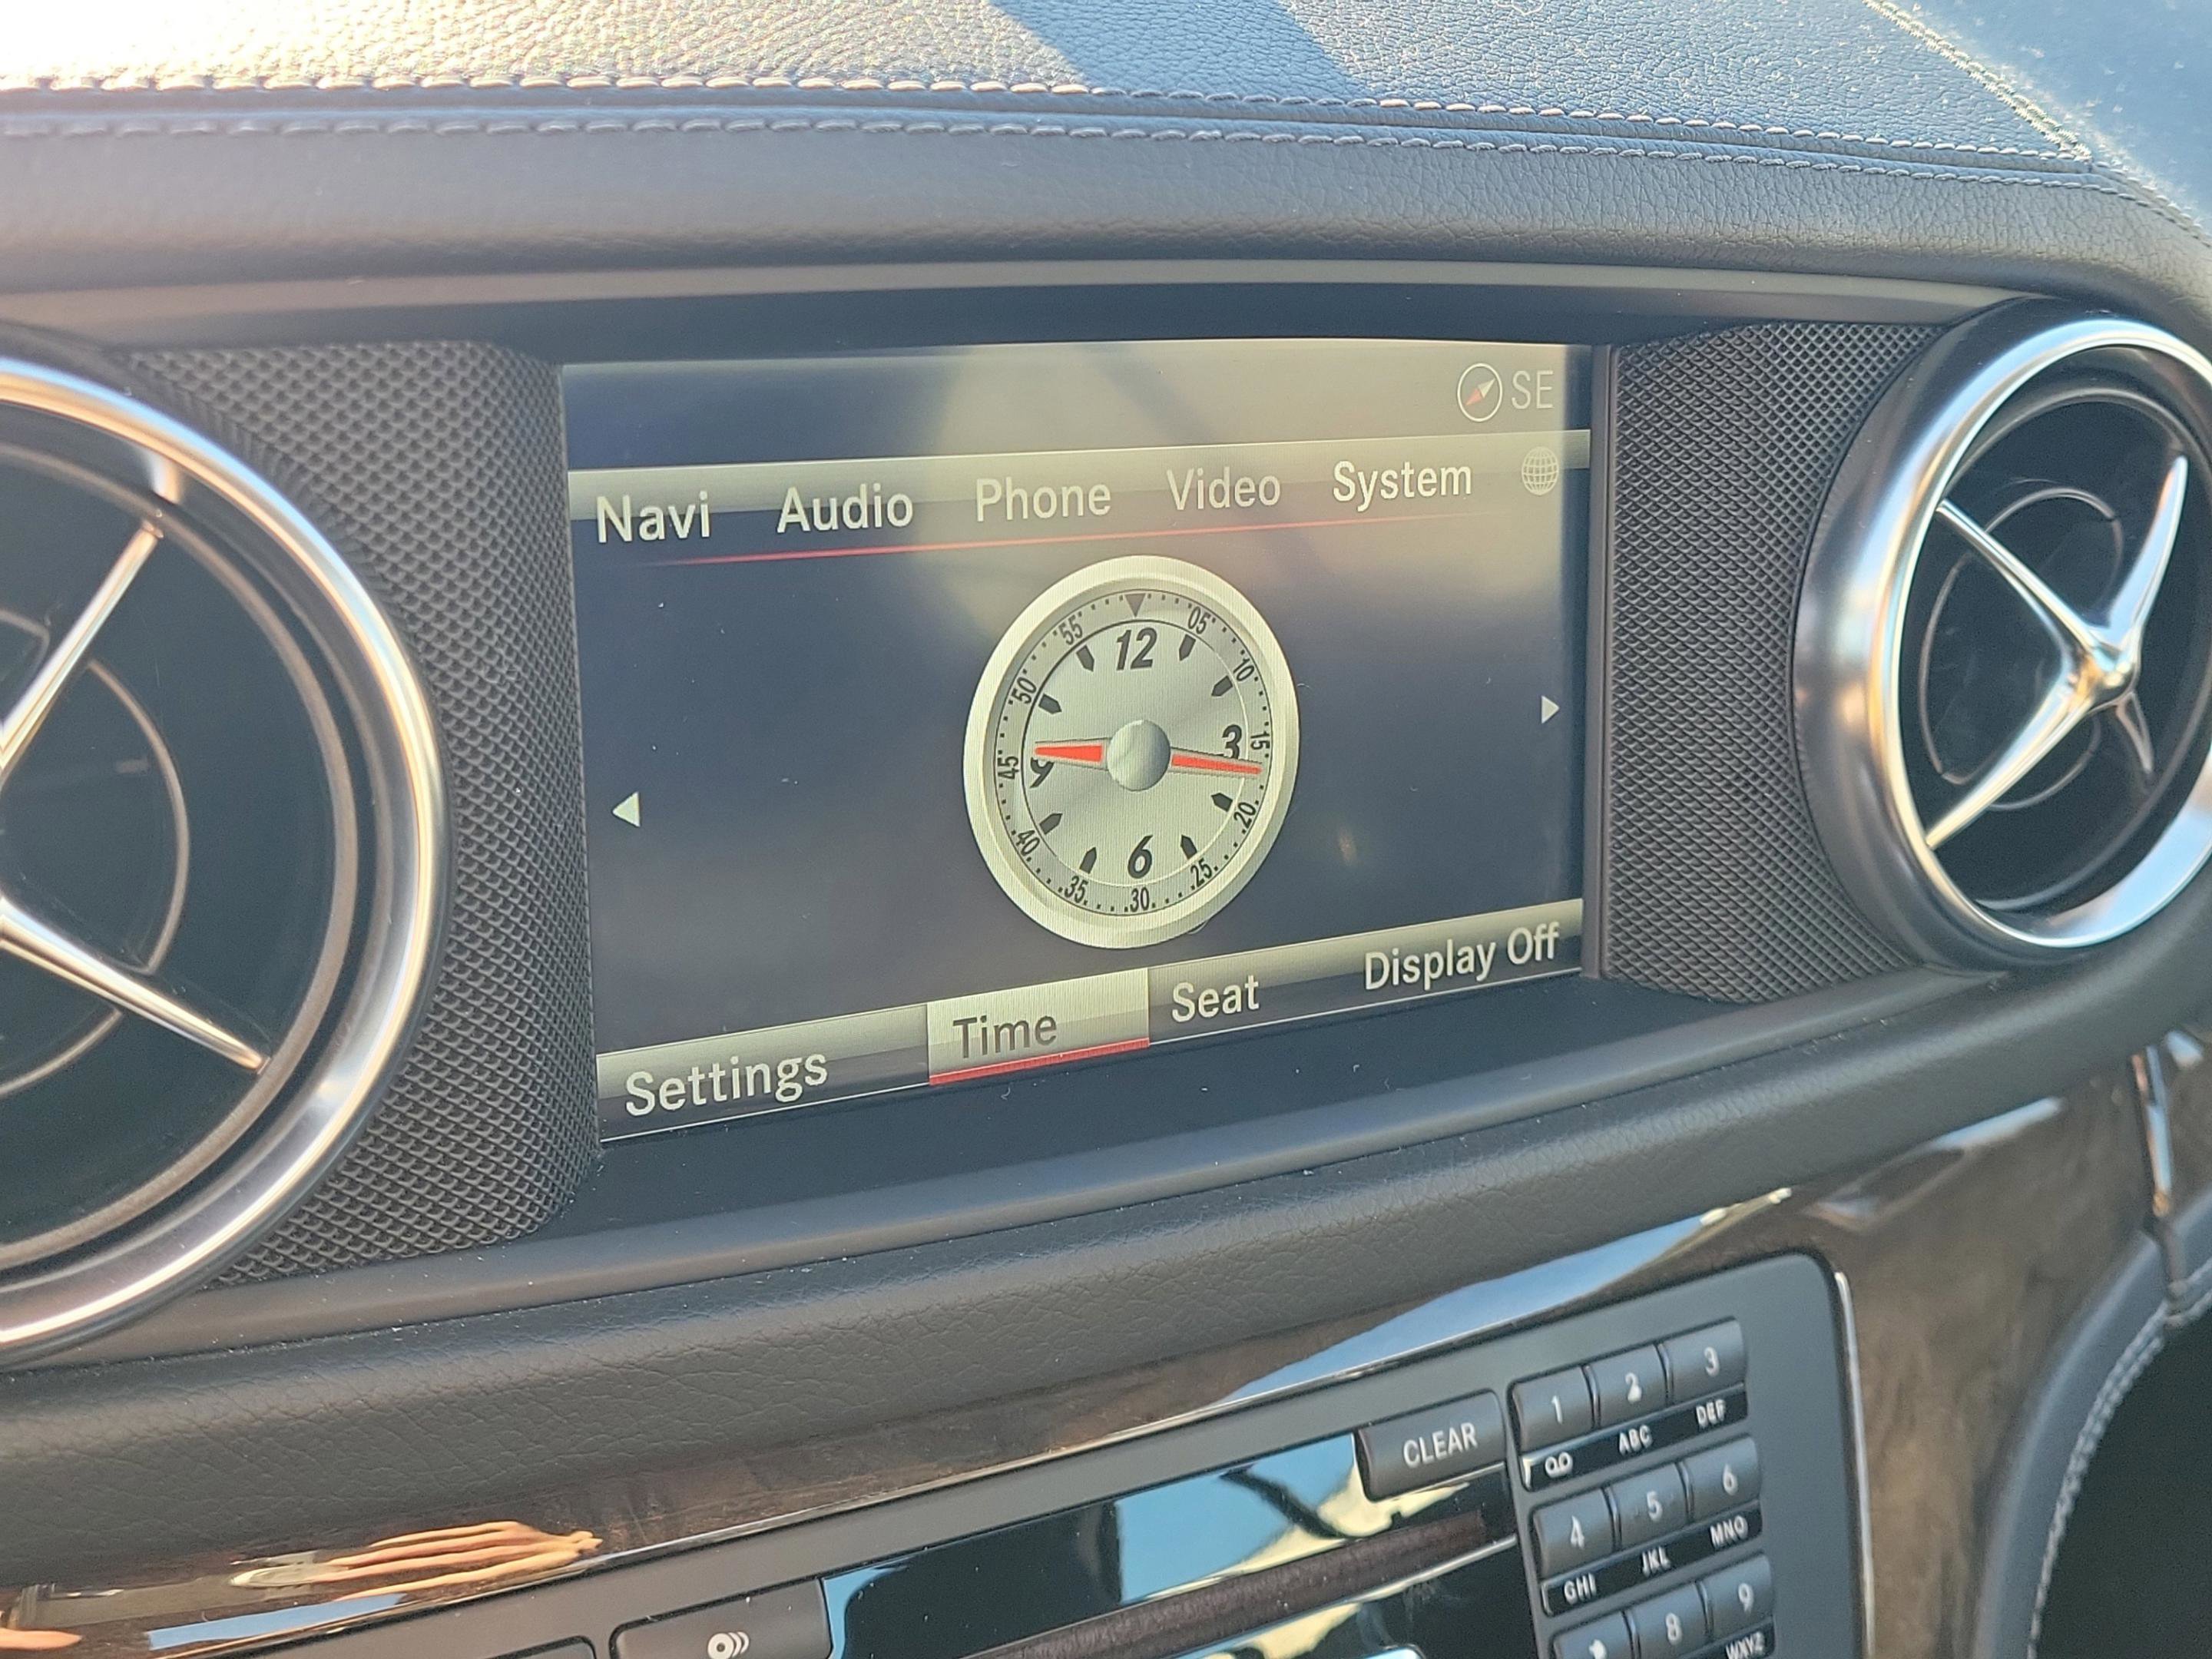 SE
Navi Audio Phone Video System
55 05
12
50 10
3
45 15
9
40 20
6
35 25
30
Settings Time Seat Display Off
CLEAR 1 2 3
ABC DEF
4 5 6
GHI JKL MNO
8 9
WXYZ